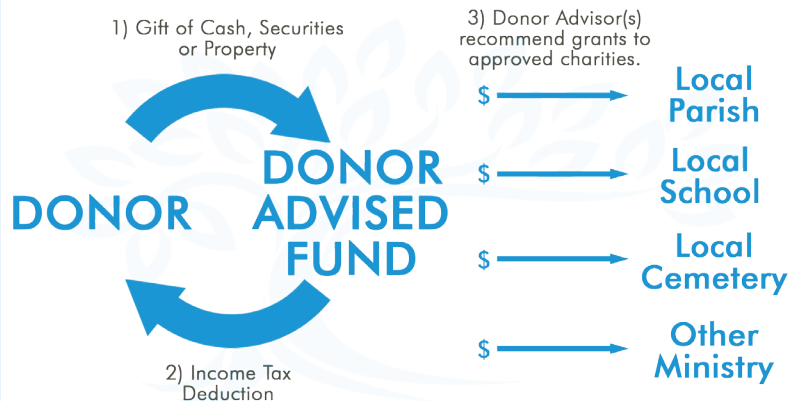 1) Gift of Cash, Securities
or Property
3) Donor Advisor(s)
recommend grants to
approved charities.
DONOR
DONOR
ADVISED
FUND
2) Income Tax
Deduction
$
Local
Parish
$
Local
School
$
Local
Cemetery
$
Other
Ministry